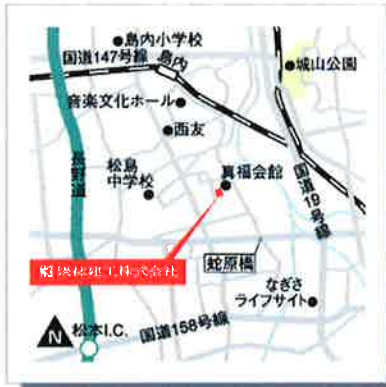 島内小学校
国道147号線
島内
城山公園
音楽文化ホール
西友
長野道
松島
中学校
真福会館
国道19号線
蛇原橋
なぎさ
ライフサイト
N
松本I.C.
国道158号線